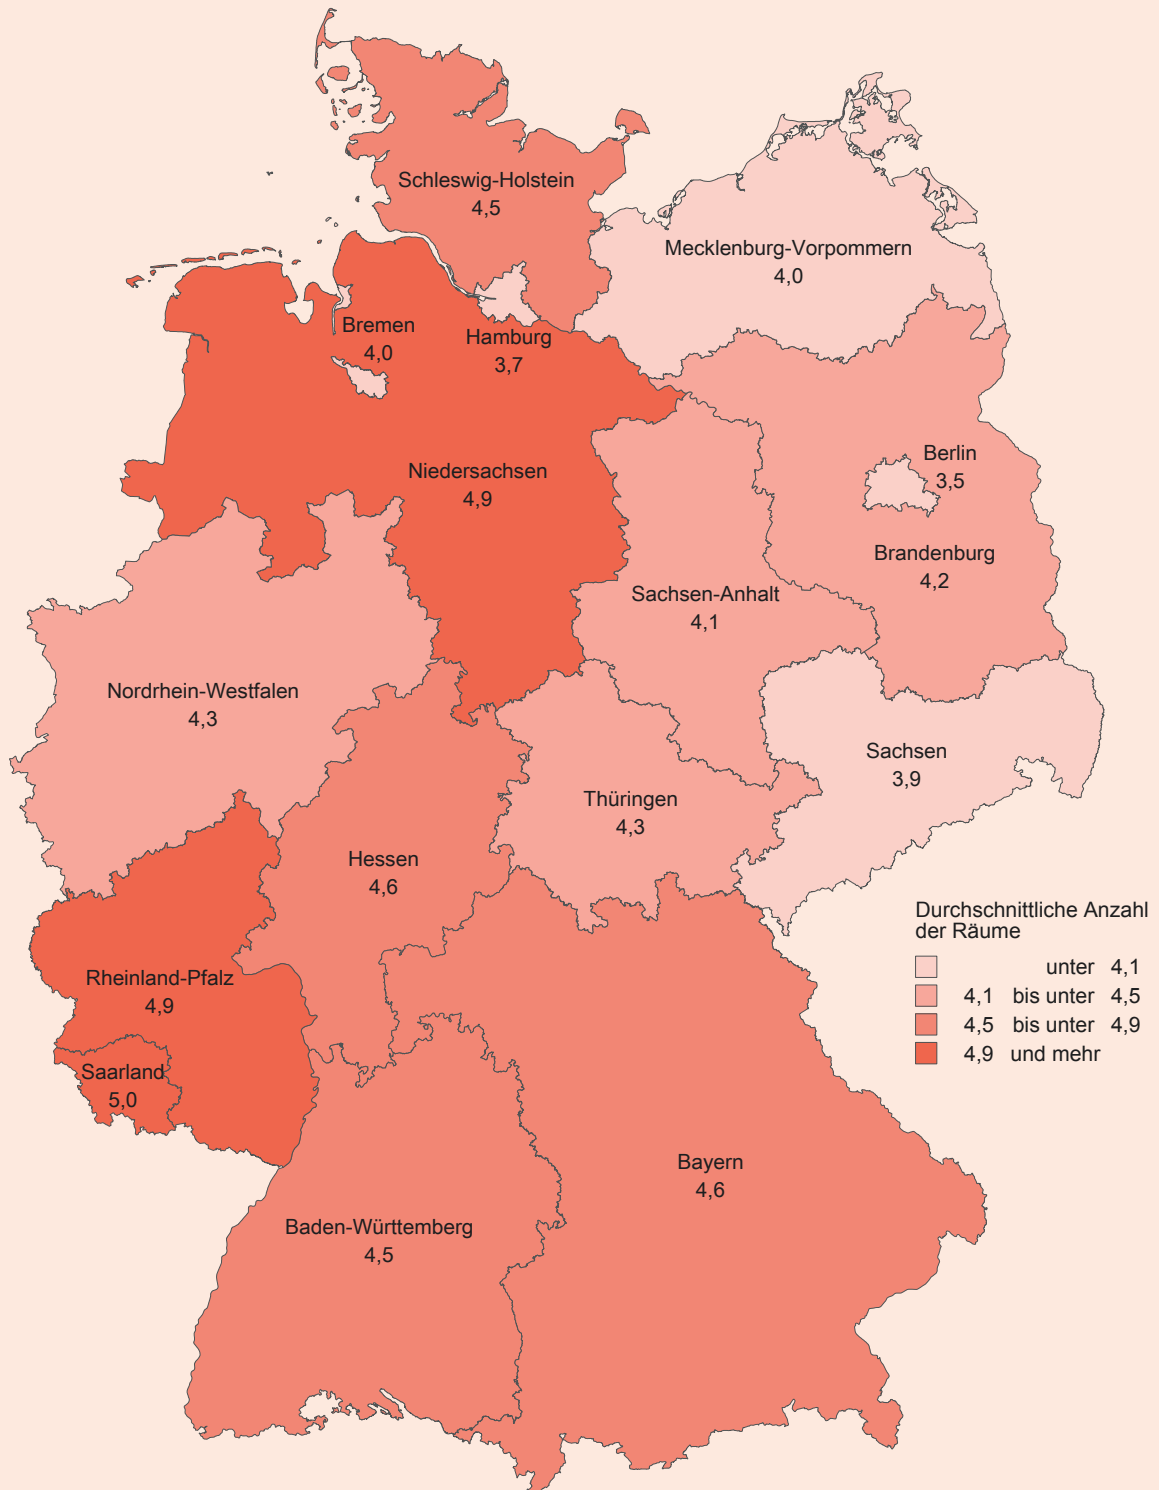 Schleswig-Holstein
4,5
Mecklenburg-Vorpommern
4,0
Bremen
4,0
Hamburg
3,7
Niedersachsen
4,9
Berlin
3,5
Brandenburg
4,2
Sachsen-Anhalt
4,1
Nordrhein-Westfalen
4,3
Sachsen
3,9
Thüringen
4,3
Hessen
4,6
Rheinland-Pfalz
4,9
Saarland
5,0
Bayern
4,6
Baden-Württemberg
4,5
Durchschnittliche Anzahl
der Räume
unter 4,1
4,1 bis unter 4,5
4,5 bis unter 4,9
4,9 und mehr